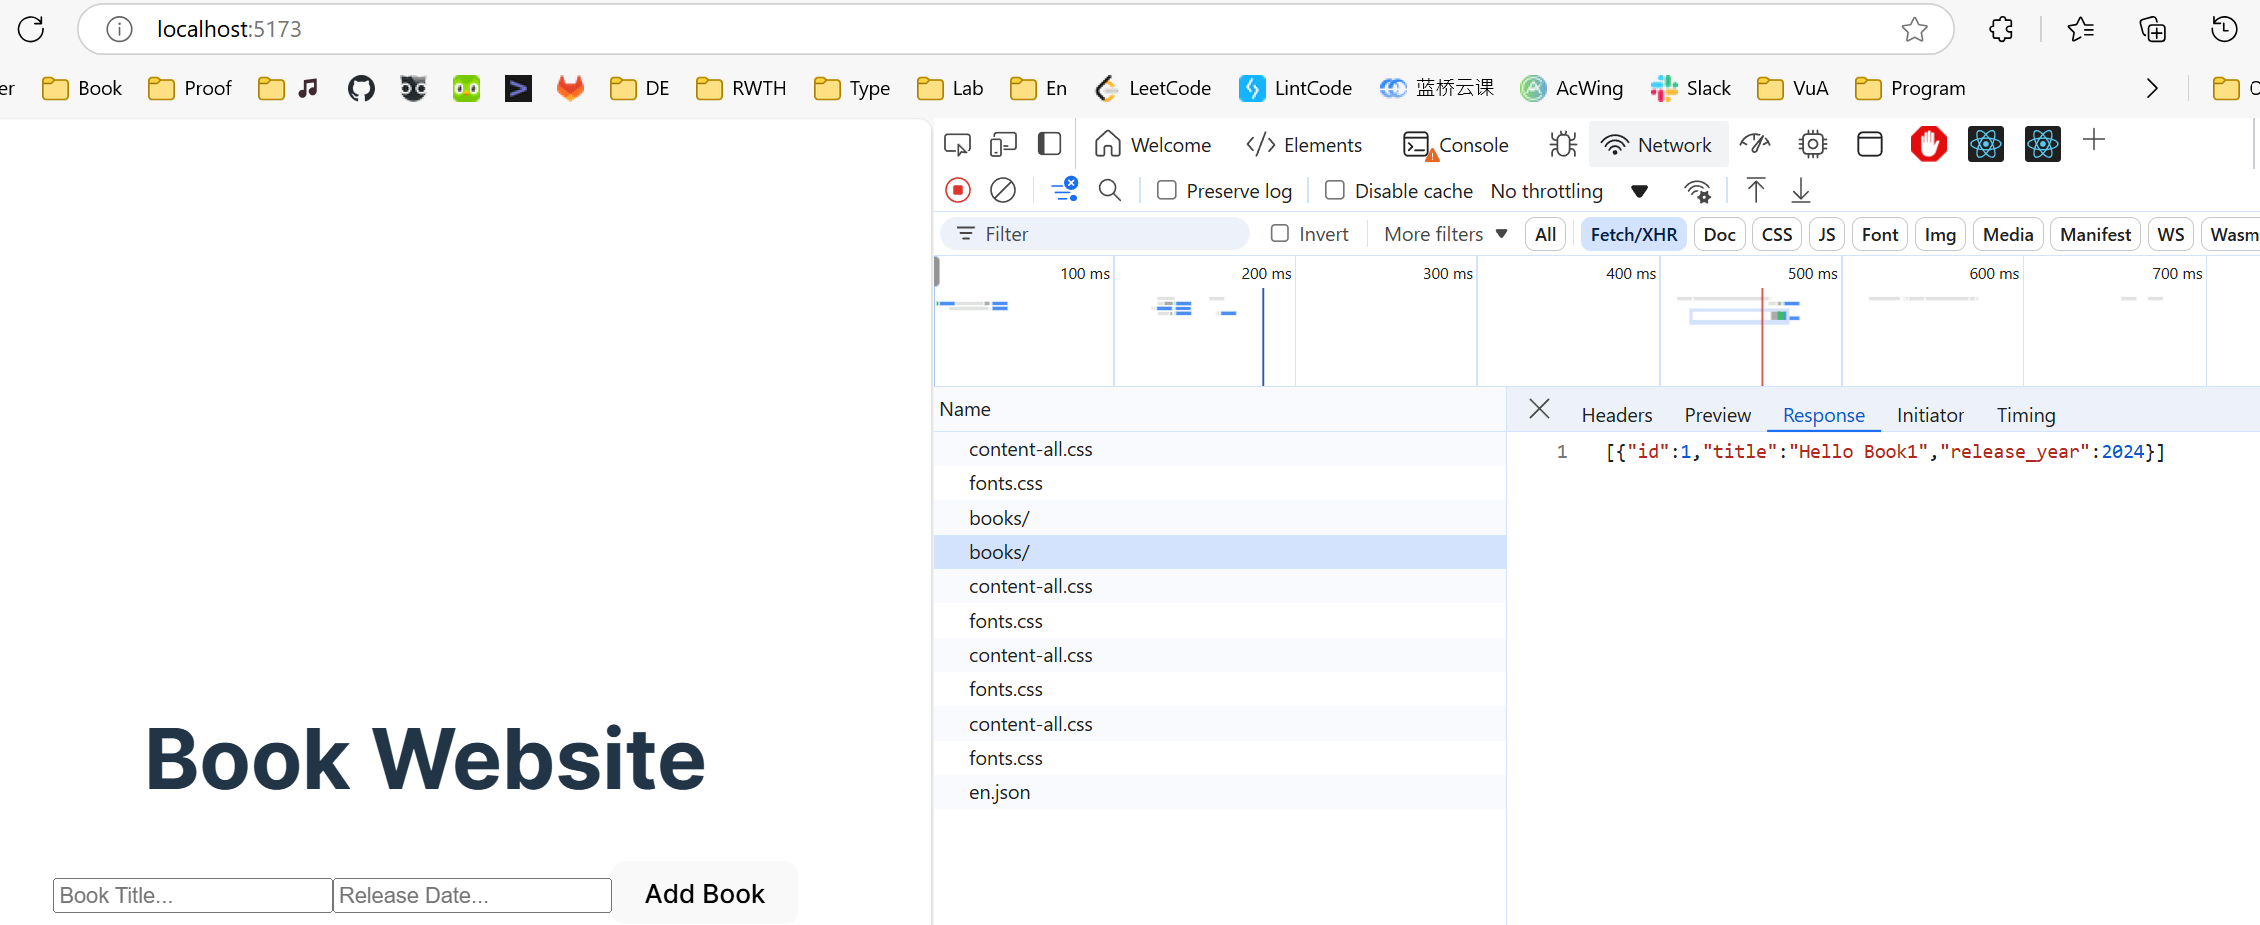 localhost:5173
er Book Proof DE RWTH Type Lab En LeetCode LintCode 蓝桥云课 AcWing Slack VuA Program O
Welcome Elements Console Network
Preserve log Disable cache No throttling
Filter Invert More filters All Fetch/XHR Doc CSS JS Font Img Media Manifest WS Wasm
100 ms 200 ms 300 ms 400 ms 500 ms 600 ms 700 ms
Name
Headers Preview Response Initiator Timing
1 [{"id":1,"title":"Hello Book1","release_year":2024}]
content-all.css
fonts.css
books/
books/
content-all.css
fonts.css
content-all.css
fonts.css
content-all.css
fonts.css
en.json
Book Website
Book Title... Release Date... Add Book